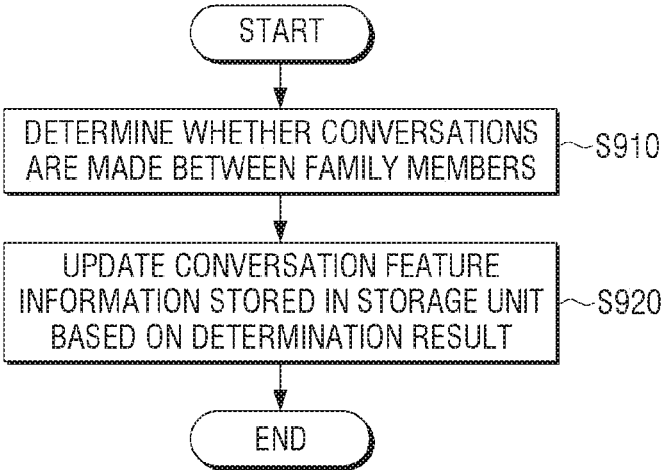 START
DETERMINE WHETHER CONVERSATIONS
ARE MADE BETWEEN FAMILY MEMBERS
S910
UPDATE CONVERSATION FEATURE
INFORMATION STORED IN STORAGE UNIT
BASED ON DETERMINATION RESULT
S920
END